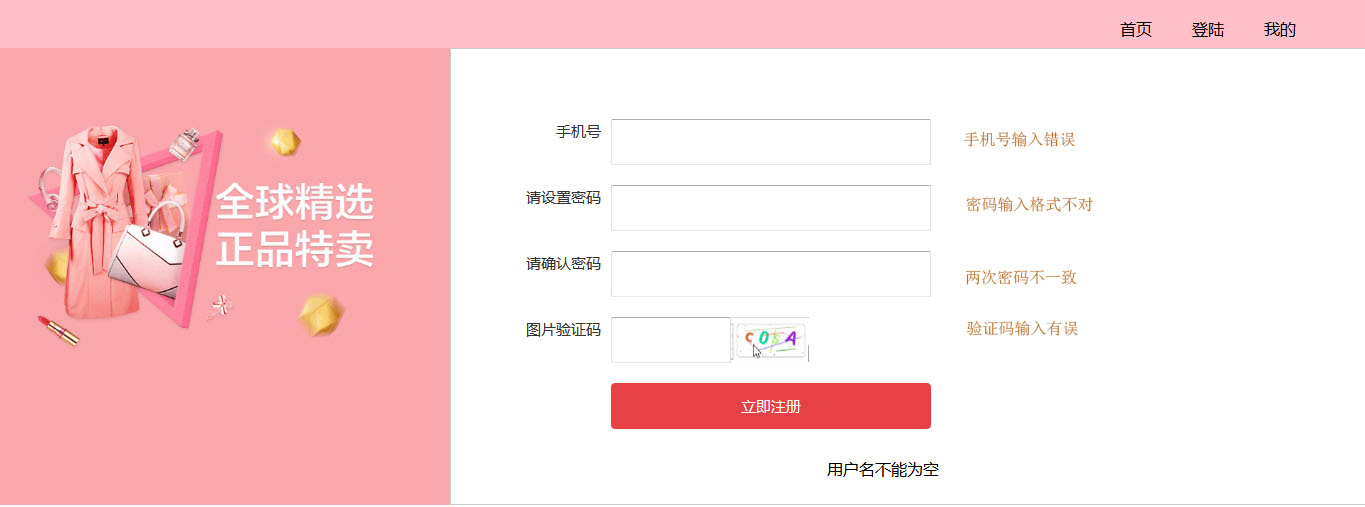 首页 登陆 我的
全球精选
正品特卖
手机号 手机号输入错误
请设置密码 密码输入格式不对
请确认密码 两次密码不一致
图片验证码 验证码输入有误
立即注册
用户名不能为空